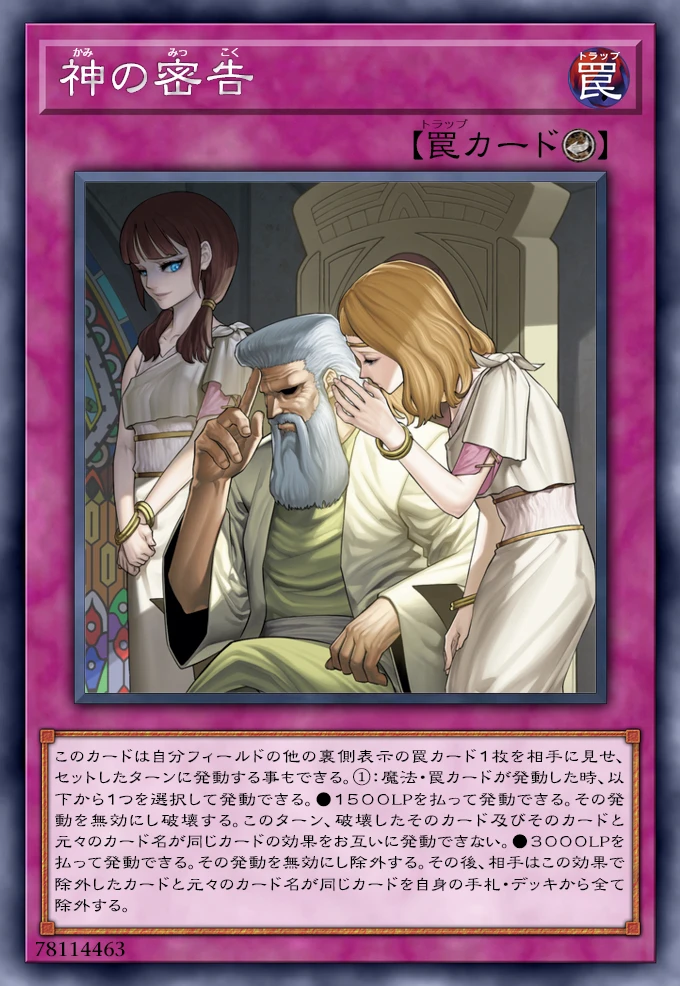 かみ みっ こく
神の密告
トラップ
罠
トラップ
【罠カード】
このカードは自分フィールドの他の裏側表示の罠カード1枚を相手に見せ、
セットしたターンに発動する事もできる。①：魔法・罠カードが発動した時、以
下から1つを選択して発動できる。●1500LPを払って発動できる。その発
動を無効にし破壊する。このターン、破壊したそのカード及びそのカードと
元々のカード名が同じカードの効果をお互いに発動できない。●3000LPを
払って発動できる。その発動を無効にし除外する。その後、相手はこの効果で
除外したカードと元々のカード名が同じカードを自身の手札・デッキから全て
除外する。
78114463